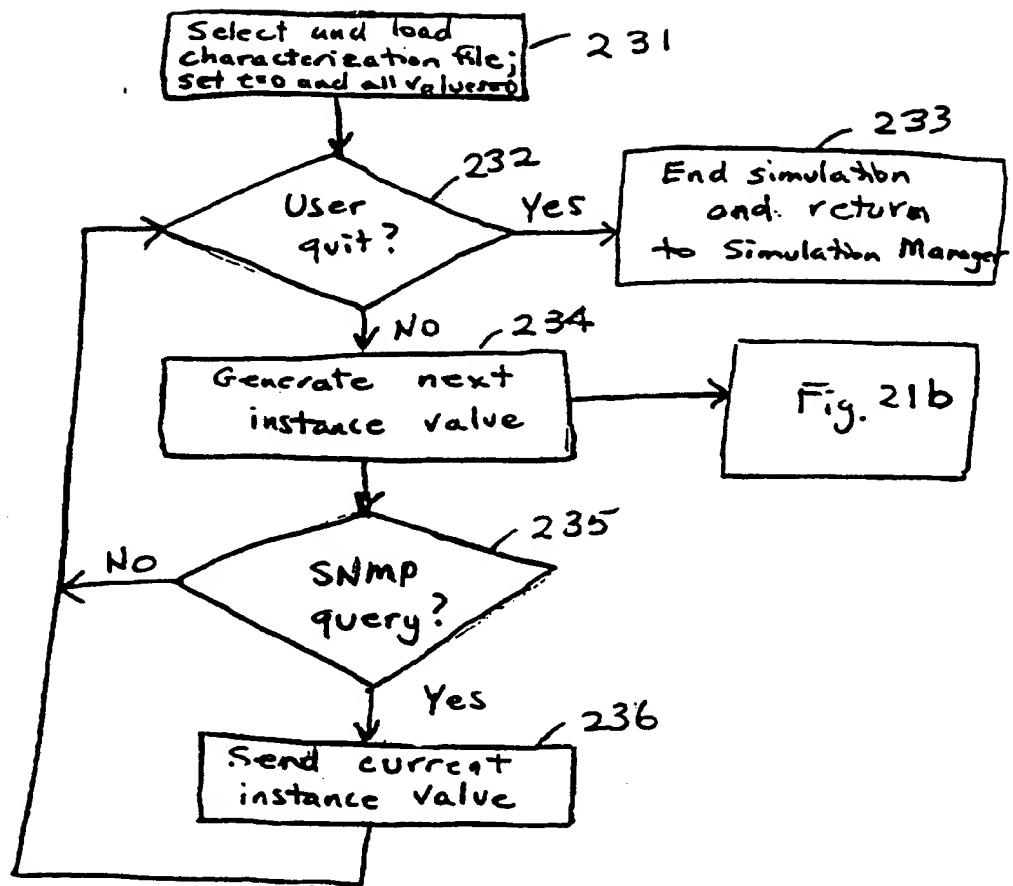 Select and load
characterization file;
set t=0 and all values=0
231
User
quit?
232
Yes
End simulation
and return
to Simulation Manager
233
No
Generate next
instance value
234
Fig. 21b
SNMP
query?
235
No
Yes
Send current
instance value
236